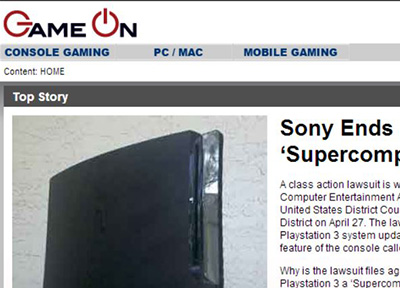 GAME ON
CONSOLE GAMING PC / MAC MOBILE GAMING
Content: HOME
Top Story
Sony Ends
‘Supercomp
A class action lawsuit is w
Computer Entertainment A
United States District Cou
District on April 27. The la
Playstation 3 system upda
feature of the console calle
Why is the lawsuit files ag
Playstation 3 a ‘Supercom